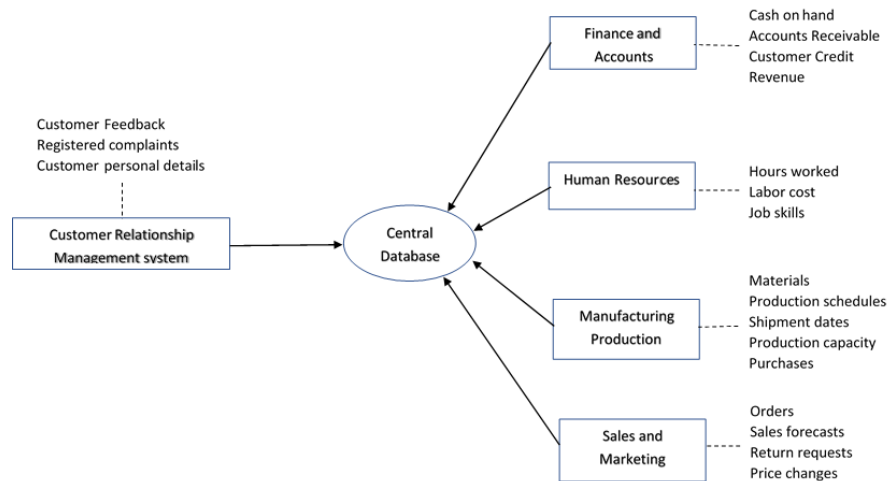 Cash on hand
Accounts Receivable
Customer Credit
Revenue
Finance and
Accounts
Customer Feedback
Registered complaints
Customer personal details
Human Resources
Hours worked
Labor cost
Job skills
Customer Relationship
Management system
Central
Database
Materials
Production schedules
Shipment dates
Production capacity
Purchases
Manufacturing
Production
Orders
Sales forecasts
Return requests
Price changes
Sales and
Marketing